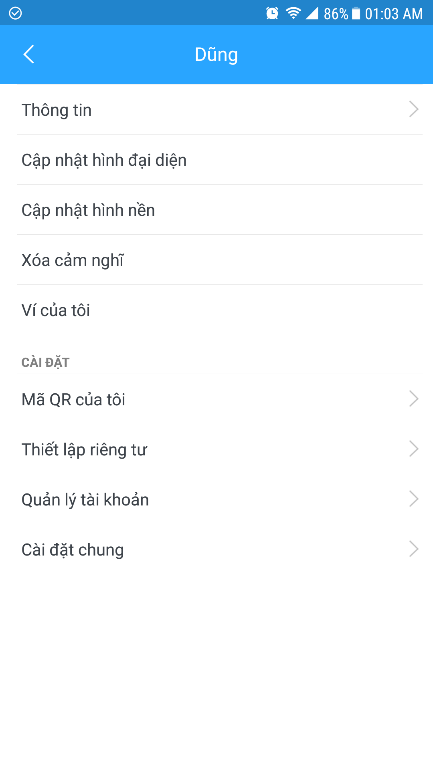 86% 01:03 AM
Dũng
Thông tin
Cập nhật hình đại diện
Cập nhật hình nền
Xóa cảm nghĩ
Ví của tôi
CÀI ĐẶT
Mã QR của tôi
Thiết lập riêng tư
Quản lý tài khoản
Cài đặt chung